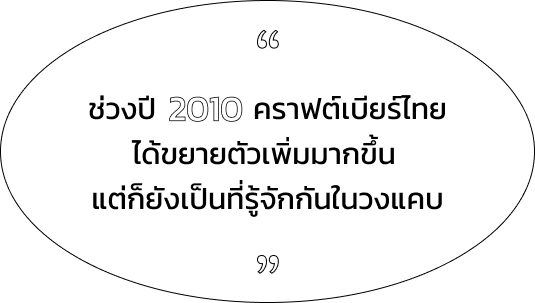 “
ช่วงปี 2010 คราฟต์เบียร์ไทย
ได้ขยายตัวเพิ่มมากขึ้น
แต่ก็ยังเป็นที่รู้จักกันในวงแคบ
”